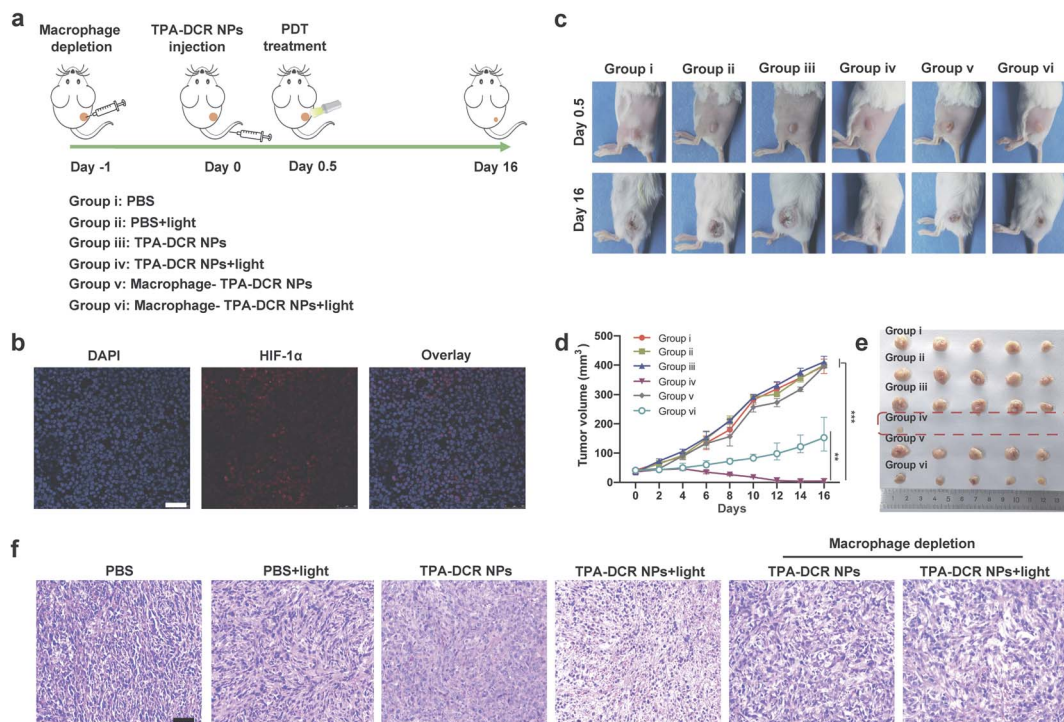 a
Macrophage depletion
TPA-DCR NPs injection
PDT treatment
Day -1
Day 0
Day 0.5
Day 16
Group i: PBS
Group ii: PBS+light
Group iii: TPA-DCR NPs
Group iv: TPA-DCR NPs+light
Group v: Macrophage- TPA-DCR NPs
Group vi: Macrophage- TPA-DCR NPs+light
b
DAPI
HIF-1α
Overlay
c
Group i
Group ii
Group iii
Group iv
Group v
Group vi
Day 0.5
Day 16
d
Tumor volume (mm³)
400
300
200
100
0
0 2 4 6 8 10 12 14 16
Days
Group i
Group ii
Group iii
Group iv
Group v
Group vi
**
***
e
Group i
Group ii
Group iii
Group iv
Group v
Group vi
f
Macrophage depletion
PBS
PBS+light
TPA-DCR NPs
TPA-DCR NPs+light
TPA-DCR NPs
TPA-DCR NPs+light